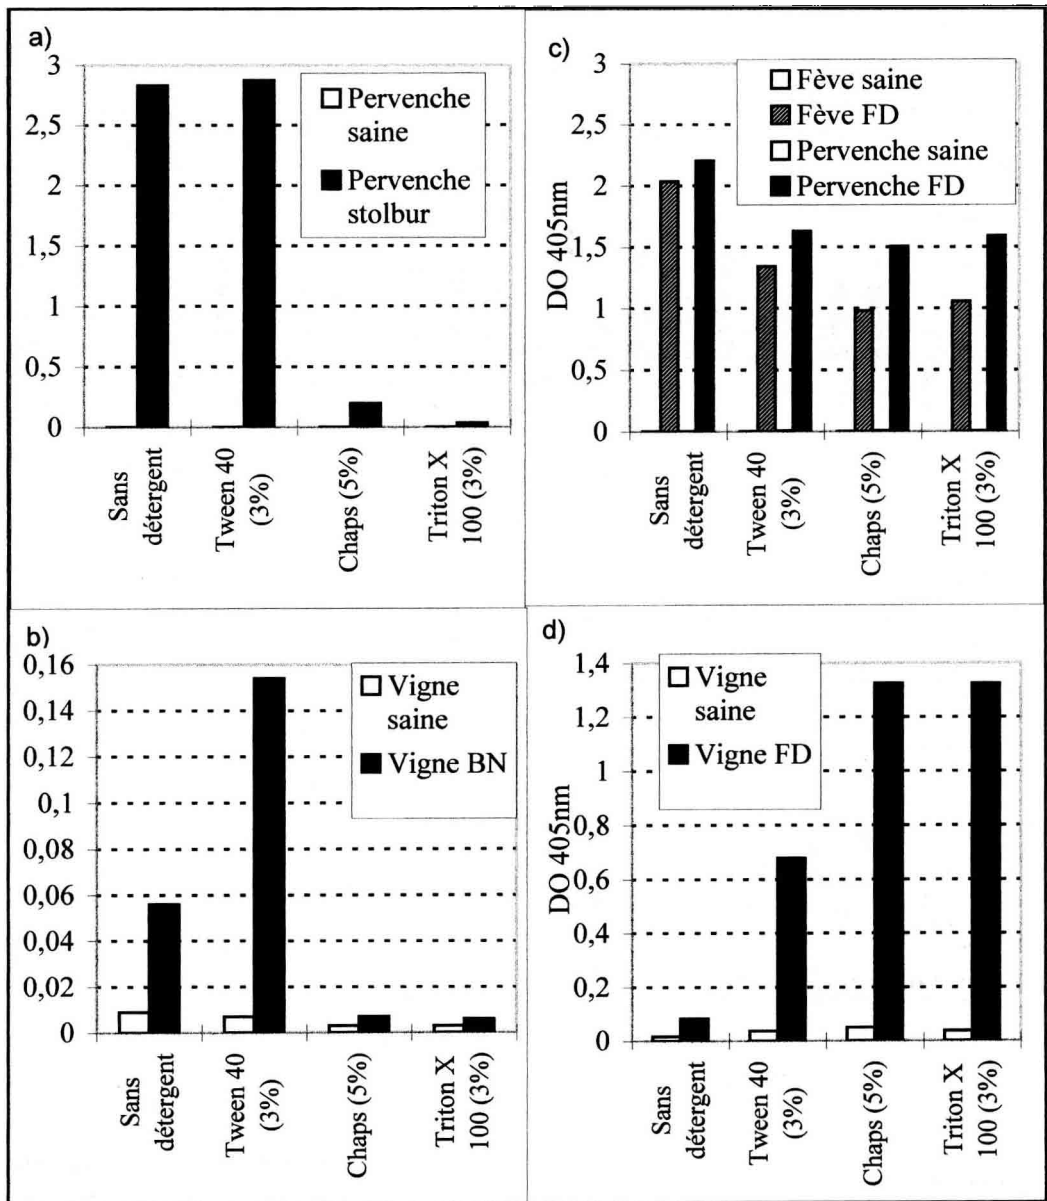 a)
3
2,5
2
1,5
1
0,5
0
Pervenche
saine
Pervenche
stolbur
Sans
détergent
Tween 40
(3%)
Chaps (5%)
Triton X
100 (3%)
c)
DO 405nm
3
2,5
2
1,5
1
0,5
0
Fève saine
Fève FD
Pervenche saine
Pervenche FD
Sans
détergent
Tween 40
(3%)
Chaps (5%)
Triton X
100 (3%)
b)
0,16
0,14
0,12
0,1
0,08
0,06
0,04
0,02
0
Vigne
saine
Vigne BN
Sans
détergent
Tween 40
(3%)
Chaps (5%)
Triton X
100 (3%)
d)
DO 405nm
1,4
1,2
1
0,8
0,6
0,4
0,2
0
Vigne
saine
Vigne FD
Sans
détergent
Tween 40
(3%)
Chaps (5%)
Triton X
100 (3%)